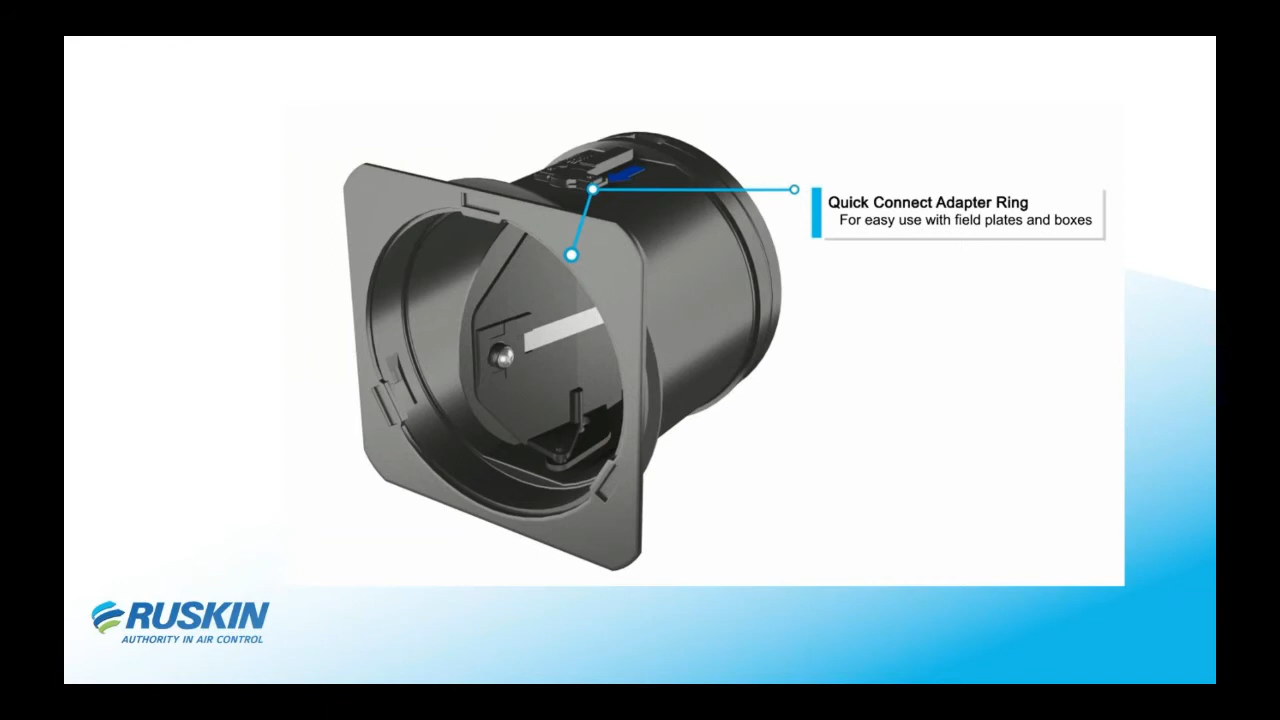 Quick Connect Adapter Ring
For easy use with field plates and boxes
RUSKIN
AUTHORITY IN AIR CONTROL